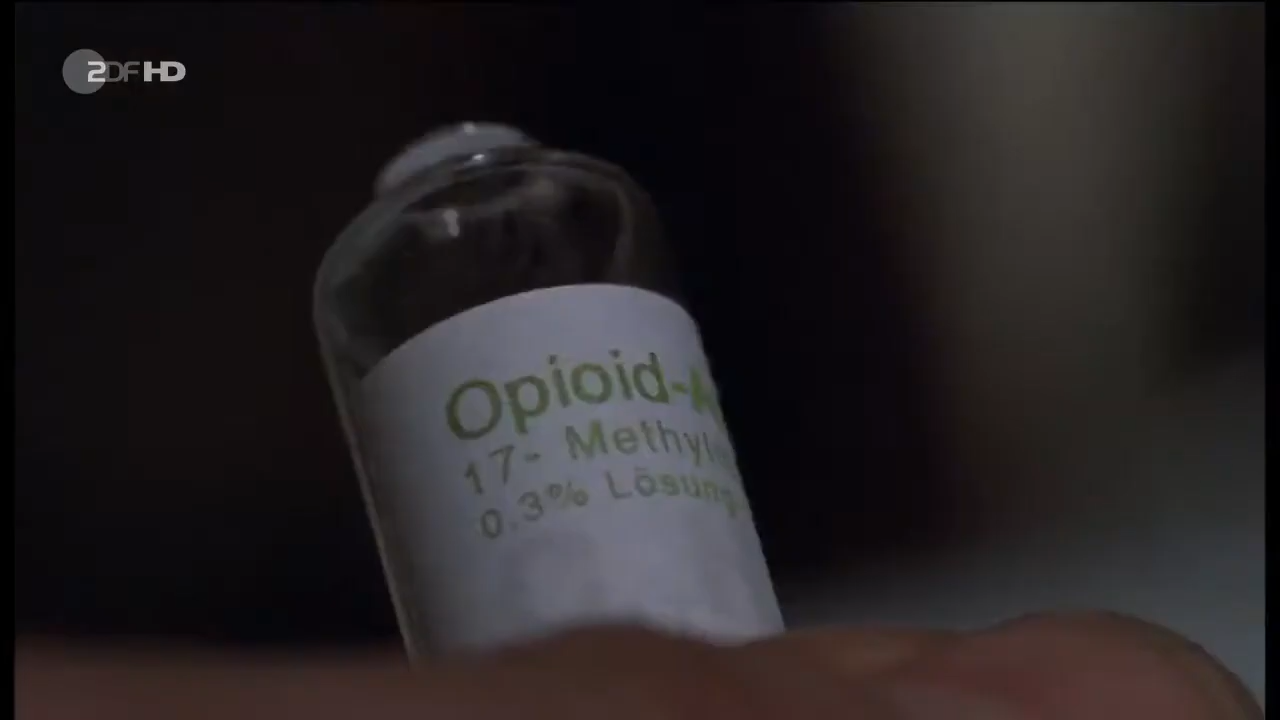 ZDF HD
Opioid-A
17- Methyl
0.3% Lösung